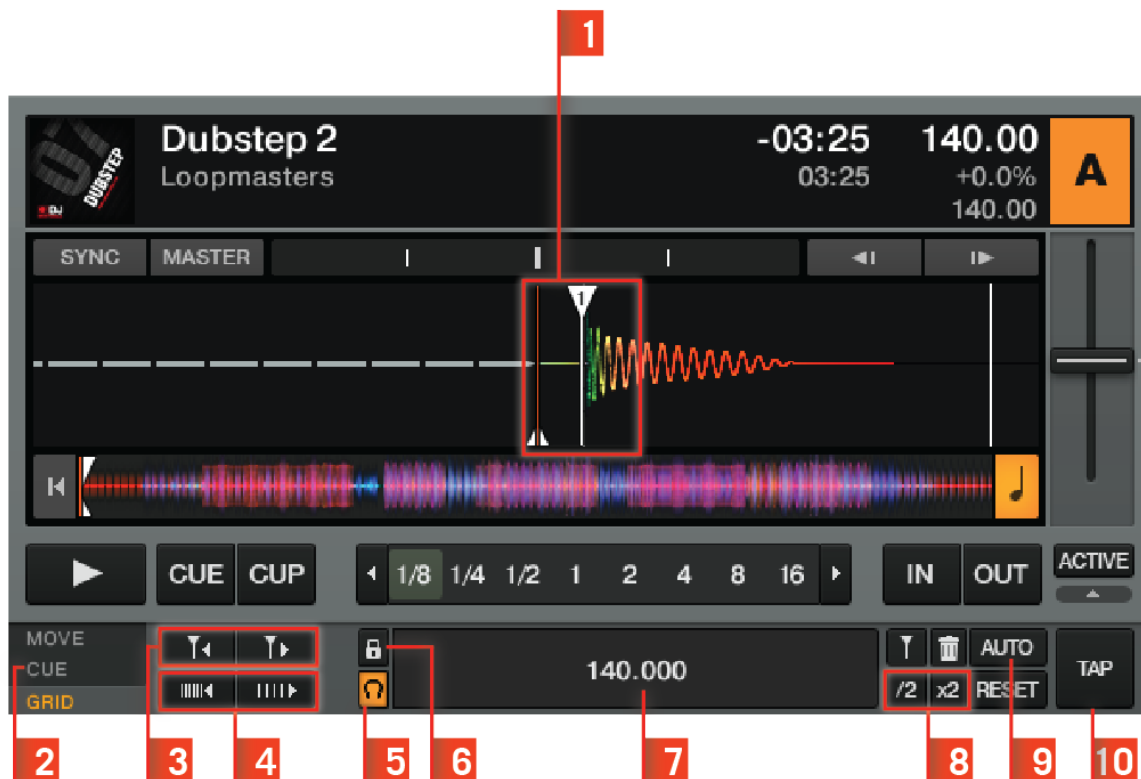 1
Dubstep 2
Loopmasters
-03:25
03:25
140.00
+0.0%
140.00
A
DUBSTEP
DJ
SYNC
MASTER
1
CUE
CUP
1/8 1/4 1/2 1 2 4 8 16
IN
OUT
ACTIVE
MOVE
CUE
GRID
140.000
AUTO
/2
x2
RESET
TAP
2
3
4
5
6
7
8
9
10